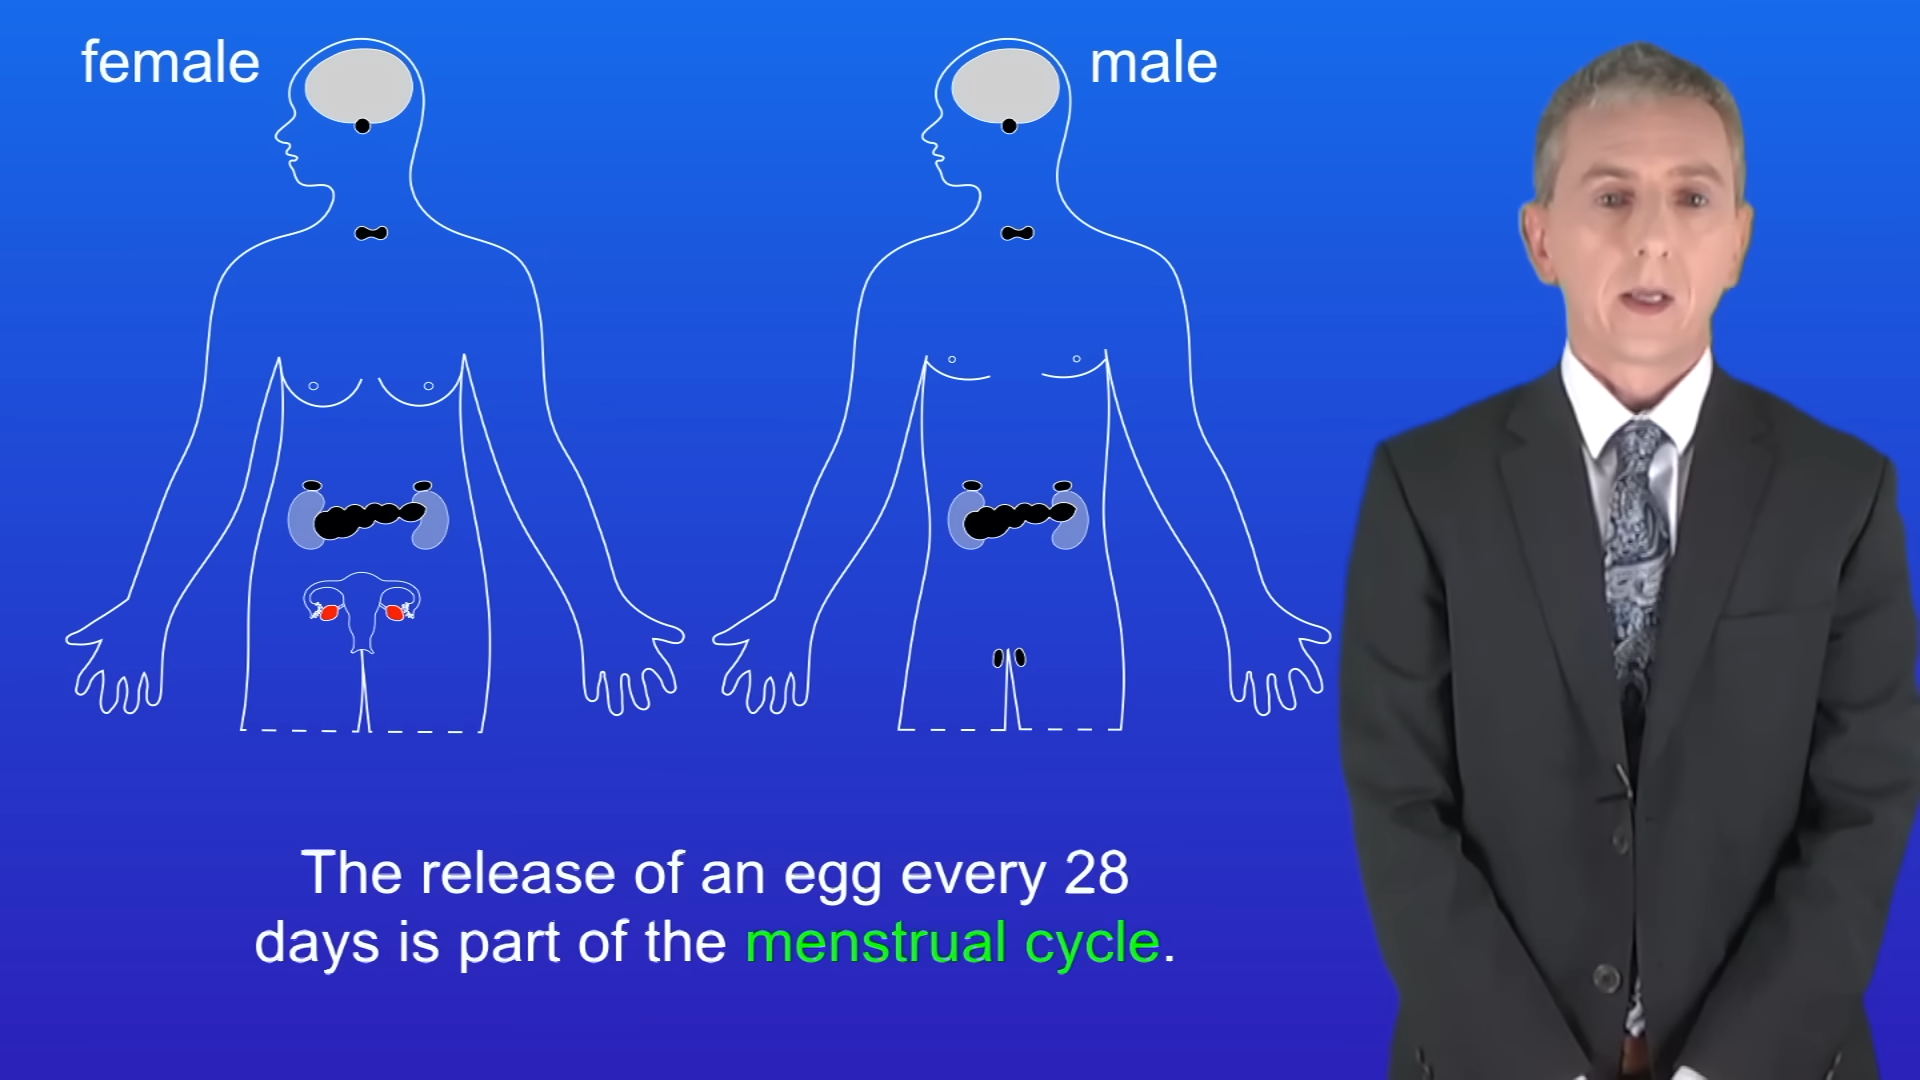 female
male
The release of an egg every 28
days is part of the menstrual cycle.